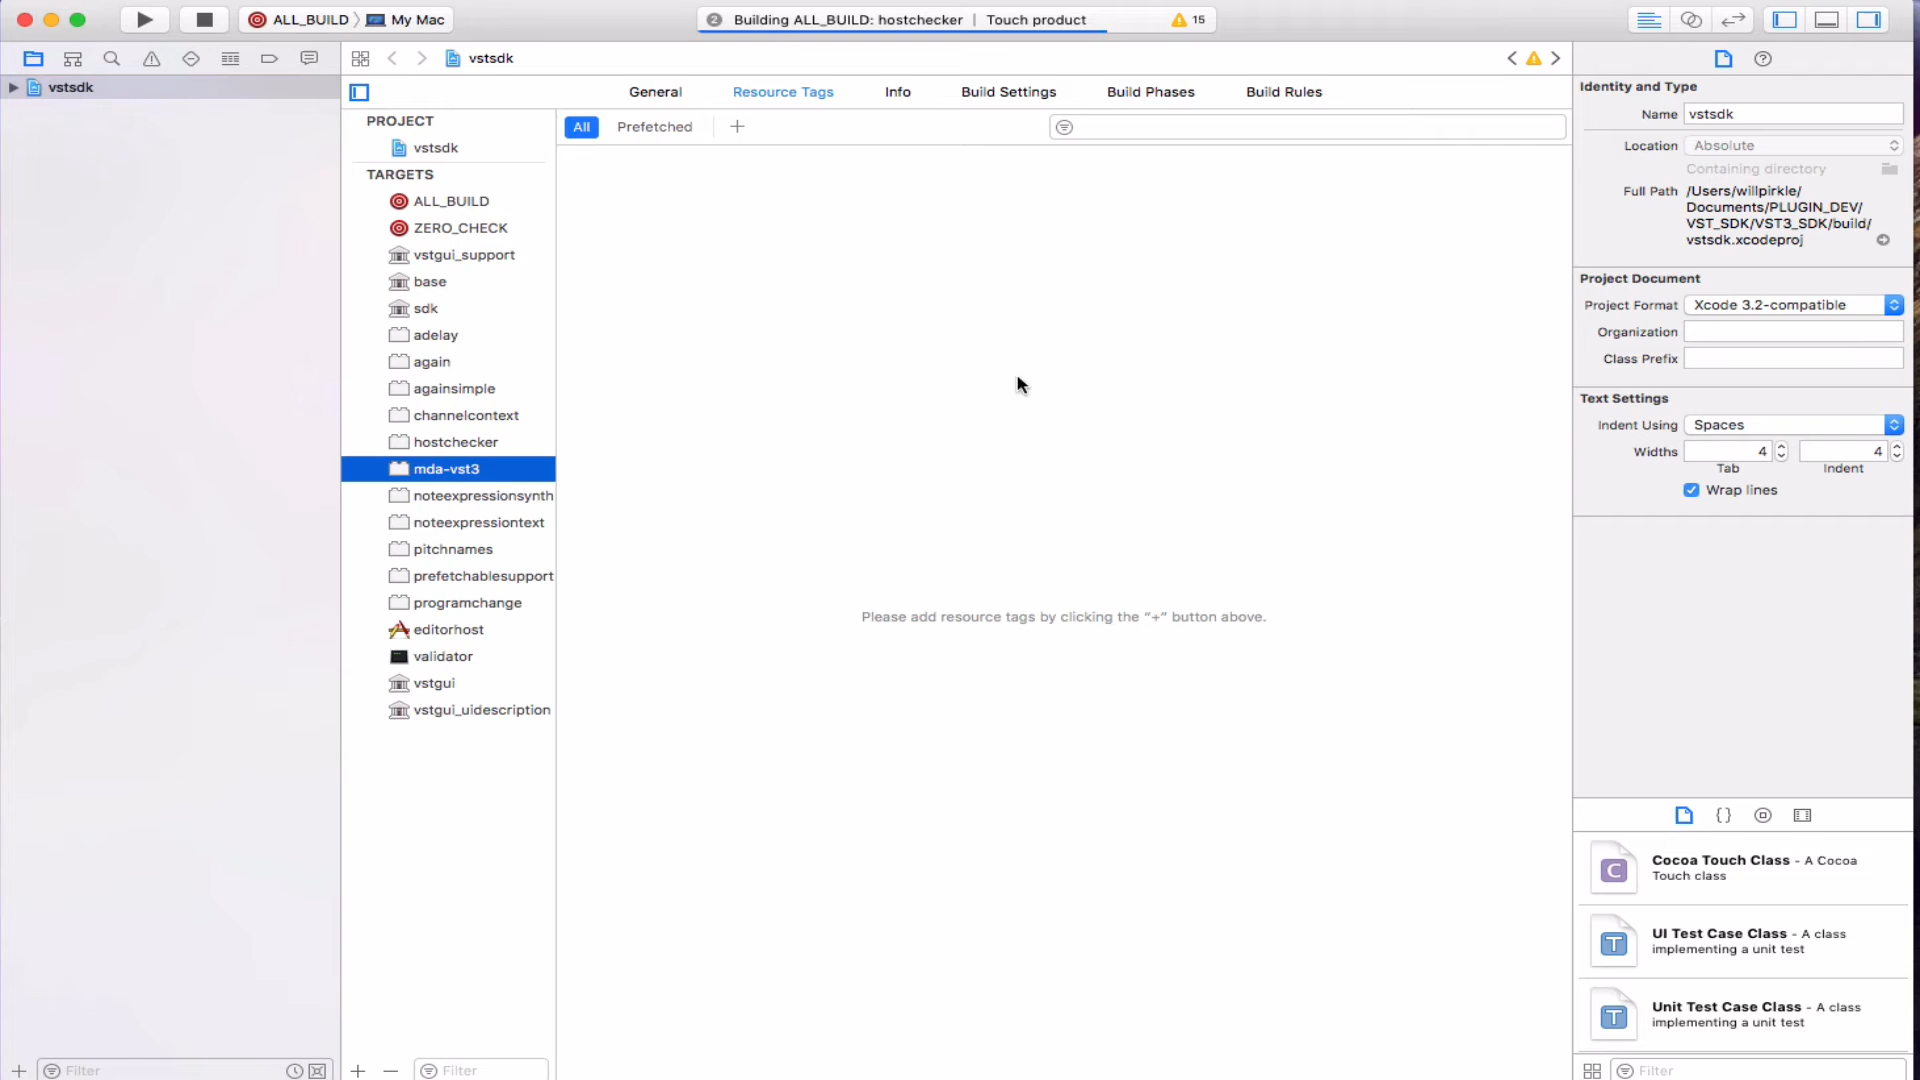 ALL_BUILD 〉 My Mac
2 Building ALL_BUILD: hostchecker | Touch product 15
vstsdk
vstsdk
General Resource Tags Info Build Settings Build Phases Build Rules
All Prefetched +
PROJECT
vstsdk
TARGETS
ALL_BUILD
ZERO_CHECK
vstgui_support
base
sdk
adelay
again
againsimple
channelcontext
hostchecker
mda-vst3
noteexpressionsynth
noteexpressiontext
pitchnames
prefetchablesupport
programchange
editorhost
validator
vstgui
vstgui_uidescription
Please add resource tags by clicking the “+” button above.
Identity and Type
Name vstsdk
Location Absolute
Containing directory
Full Path /Users/willpirkle/
Documents/PLUGIN_DEV/
VST_SDK/VST3_SDK/build/
vstsdk.xcodeproj
Project Document
Project Format Xcode 3.2-compatible
Organization
Class Prefix
Text Settings
Indent Using Spaces
Widths 4 4
Tab Indent
Wrap lines
{ }
C
Cocoa Touch Class - A Cocoa
Touch class
T
UI Test Case Class - A class
implementing a unit test
T
Unit Test Case Class - A class
implementing a unit test
+ Filter
+ − Filter
Filter